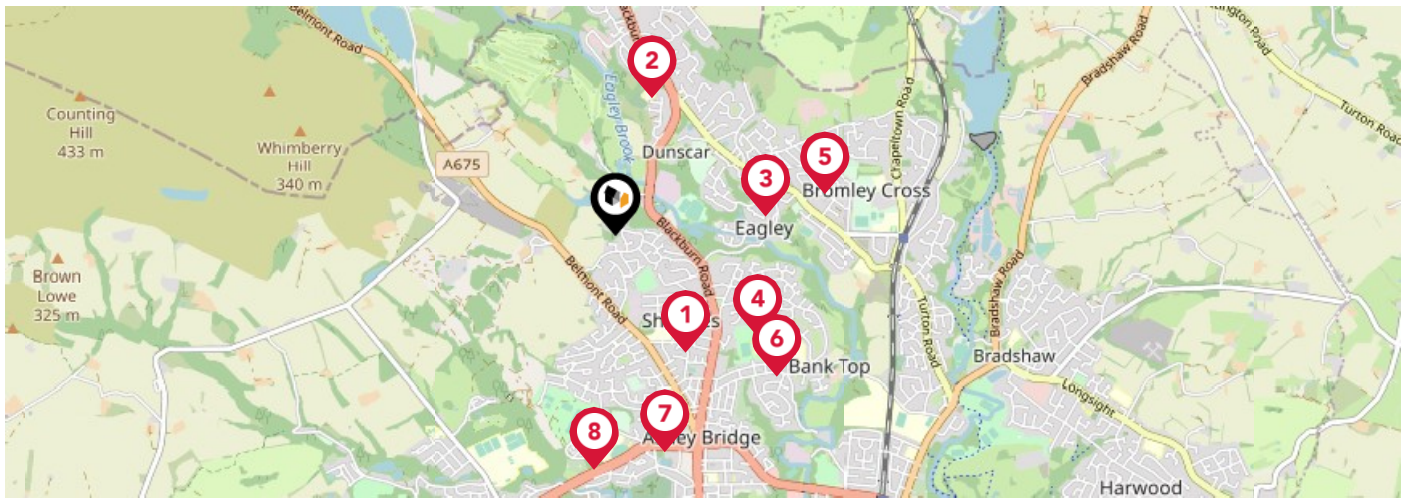 Belmont Road
Blackburn
Bradshaw Road
Turton Road
Counting
Hill
433 m
Whimberry
Hill
340 m
A675
Eagley Brook
2
Dunscar
Chapeltown Road
5
Bromley Cross
3
Eagley
Blackburn Road
Brown
Lowe
325 m
Belmont Road
4
1
6
Bank Top
Turton Road
Bradshaw Road
Bradshaw
Longsight
7
8
Bridge
Harwood